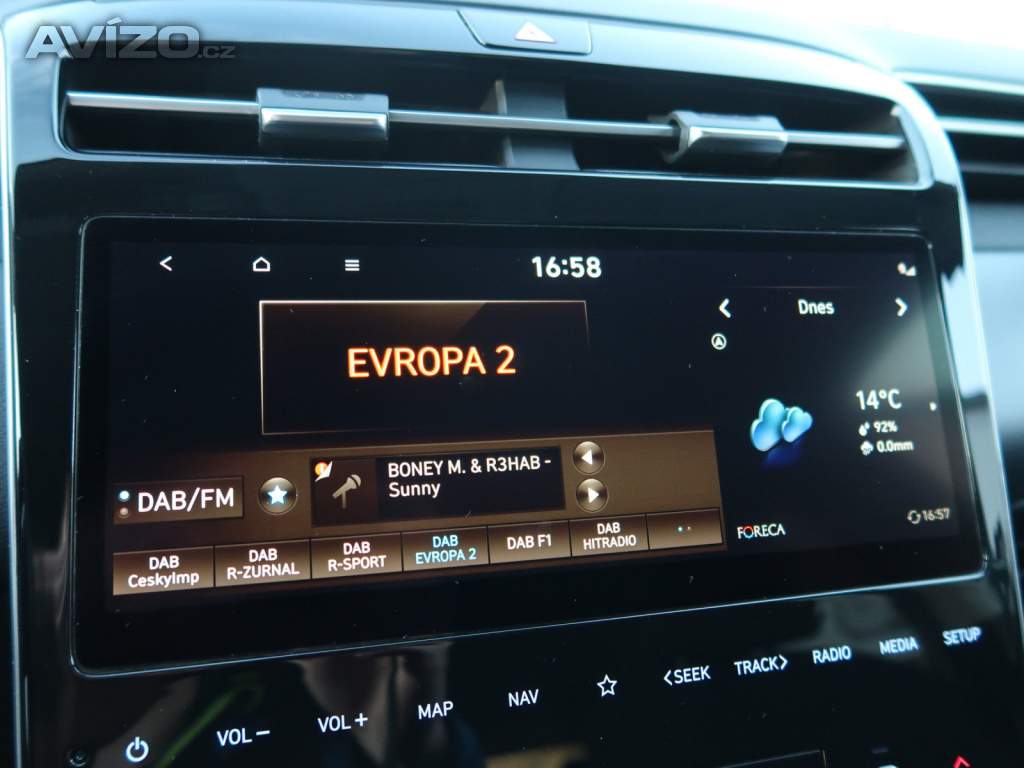 AVÍZO.cz
16:58
Dnes
EVROPA 2
14°C
92%
0.0mm
BONEY M. & R3HAB -
Sunny
DAB/FM
FORECA
16:57
DAB
CeskyImp
DAB
R-ZURNAL
DAB
R-SPORT
DAB
EVROPA 2
DAB F1
DAB
HITRADIO
VOL−
VOL+
MAP
NAV
<SEEK
TRACK>
RADIO
MEDIA
SETUP